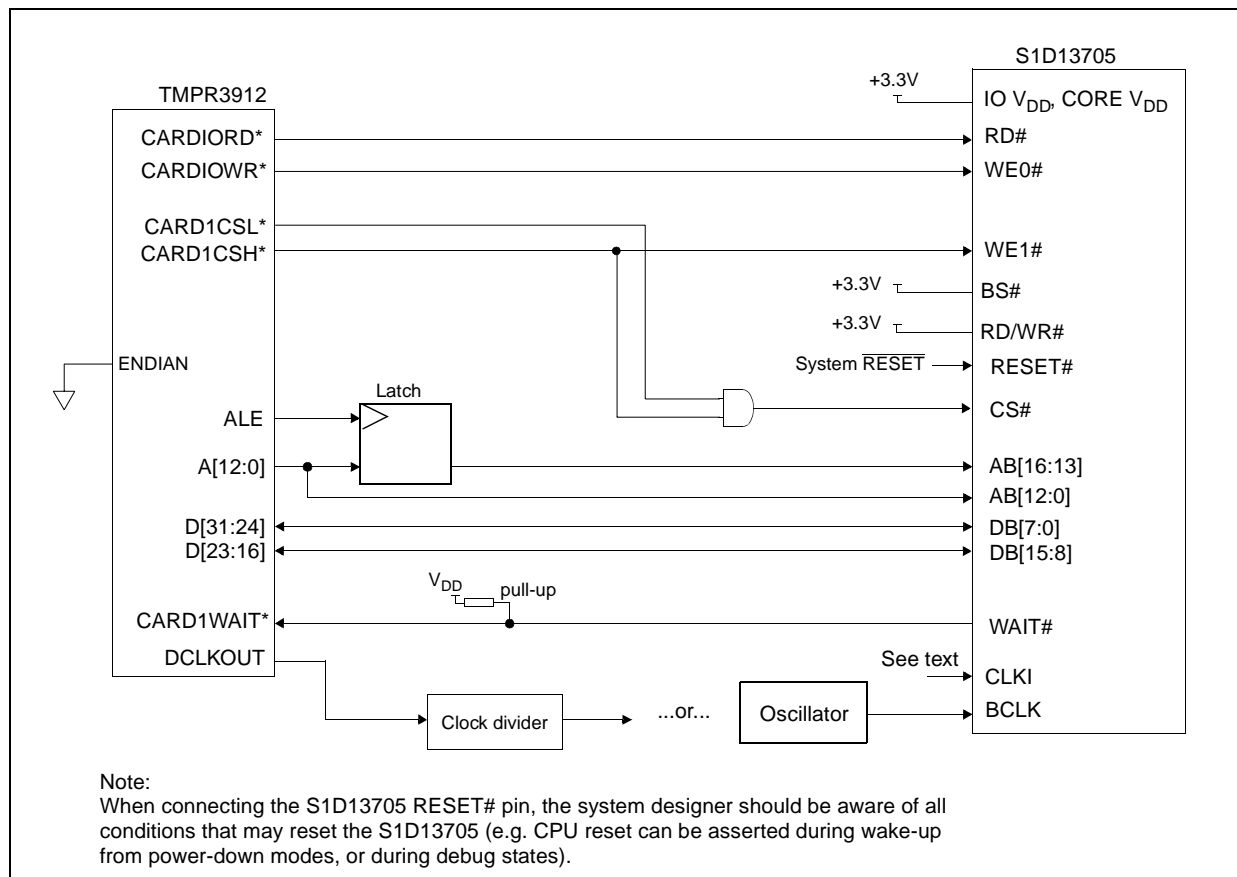 S1D13705
TMPR3912
+3.3V
IO VDD, CORE VDD
CARDIORD*
RD#
CARDIOWR*
WE0#
CARD1CSL*
CARD1CSH*
WE1#
+3.3V
BS#
+3.3V
RD/WR#
ENDIAN
System RESET
RESET#
Latch
ALE
CS#
A[12:0]
AB[16:13]
AB[12:0]
D[31:24]
DB[7:0]
D[23:16]
DB[15:8]
VDD
pull-up
CARD1WAIT*
WAIT#
DCLKOUT
See text
CLKI
Clock divider
...or...
Oscillator
BCLK
Note:
When connecting the S1D13705 RESET# pin, the system designer should be aware of all
conditions that may reset the S1D13705 (e.g. CPU reset can be asserted during wake-up
from power-down modes, or during debug states).